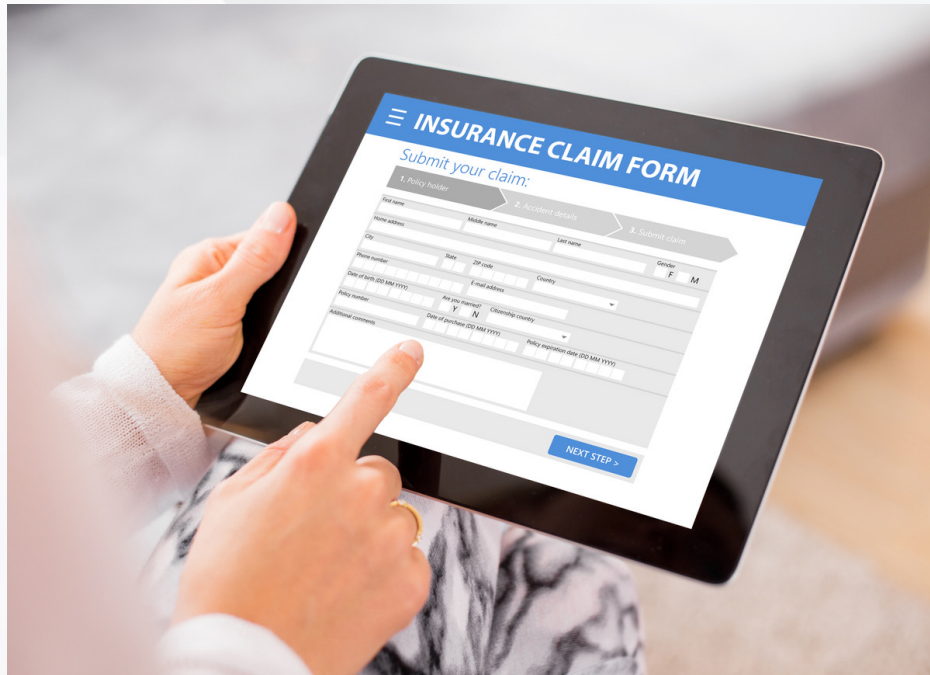 INSURANCE CLAIM FORM
Submit your claim:
1. Policy holder 2. Accident details 3. Submit claim
First name Middle name Last name Gender
F M
Home address
City State ZIP code Country
Phone number E-mail address
Date of birth (DD MM YYYY) Are you married? Citizenship country
Y N
Policy number Date of purchase (DD MM YYYY) Policy expiration date (DD MM YYYY)
Additional comments
NEXT STEP >